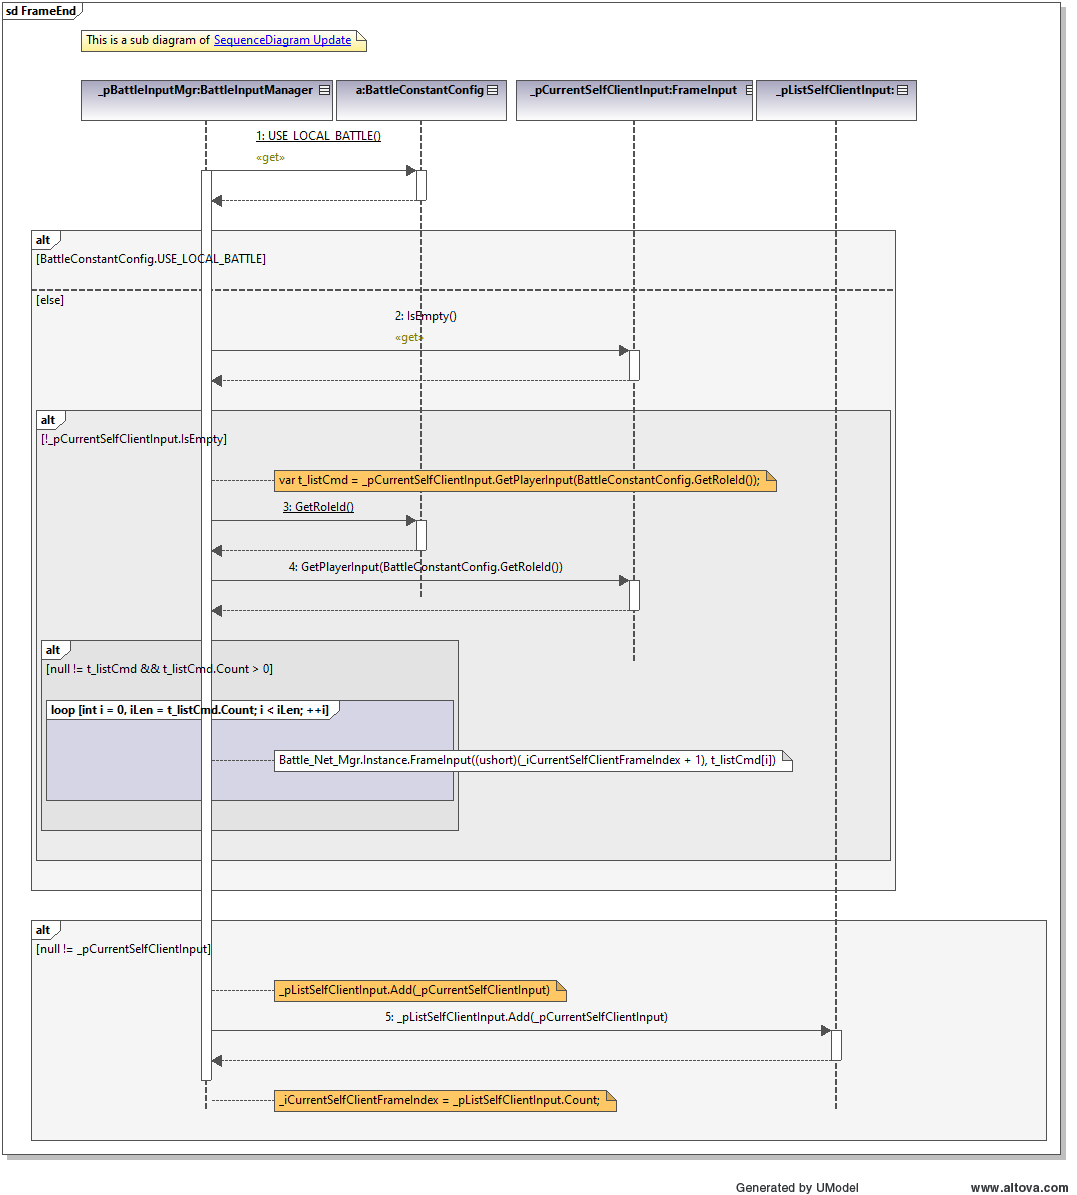 sd FrameEnd
This is a sub diagram of SequenceDiagram Update
_pBattleInputMgr:BattleInputManager
a:BattleConstantConfig
_pCurrentSelfClientInput:FrameInput
_pListSelfClientInput:
1: USE_LOCAL_BATTLE()
«get»
alt
[BattleConstantConfig.USE_LOCAL_BATTLE]
[else]
2: IsEmpty()
«get»
alt
[!_pCurrentSelfClientInput.IsEmpty]
var t_listCmd = _pCurrentSelfClientInput.GetPlayerInput(BattleConstantConfig.GetRoleId());
3: GetRoleId()
4: GetPlayerInput(BattleConstantConfig.GetRoleId())
alt
[null != t_listCmd && t_listCmd.Count > 0]
loop [int i = 0, iLen = t_listCmd.Count; i < iLen; ++i]
Battle_Net_Mgr.Instance.FrameInput((ushort)(_iCurrentSelfClientFrameIndex + 1), t_listCmd[i])
alt
[null != _pCurrentSelfClientInput]
_pListSelfClientInput.Add(_pCurrentSelfClientInput)
5: _pListSelfClientInput.Add(_pCurrentSelfClientInput)
_iCurrentSelfClientFrameIndex = _pListSelfClientInput.Count;
Generated by UModel
www.altova.com